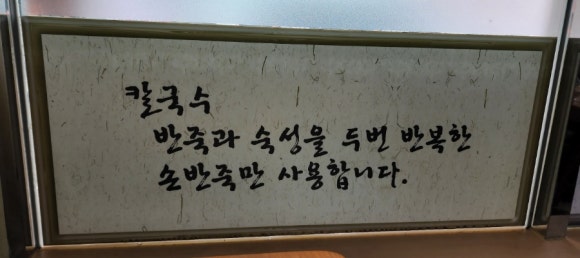 칼국수
반죽과 숙성을 두번 반복한
손반죽만 사용합니다.